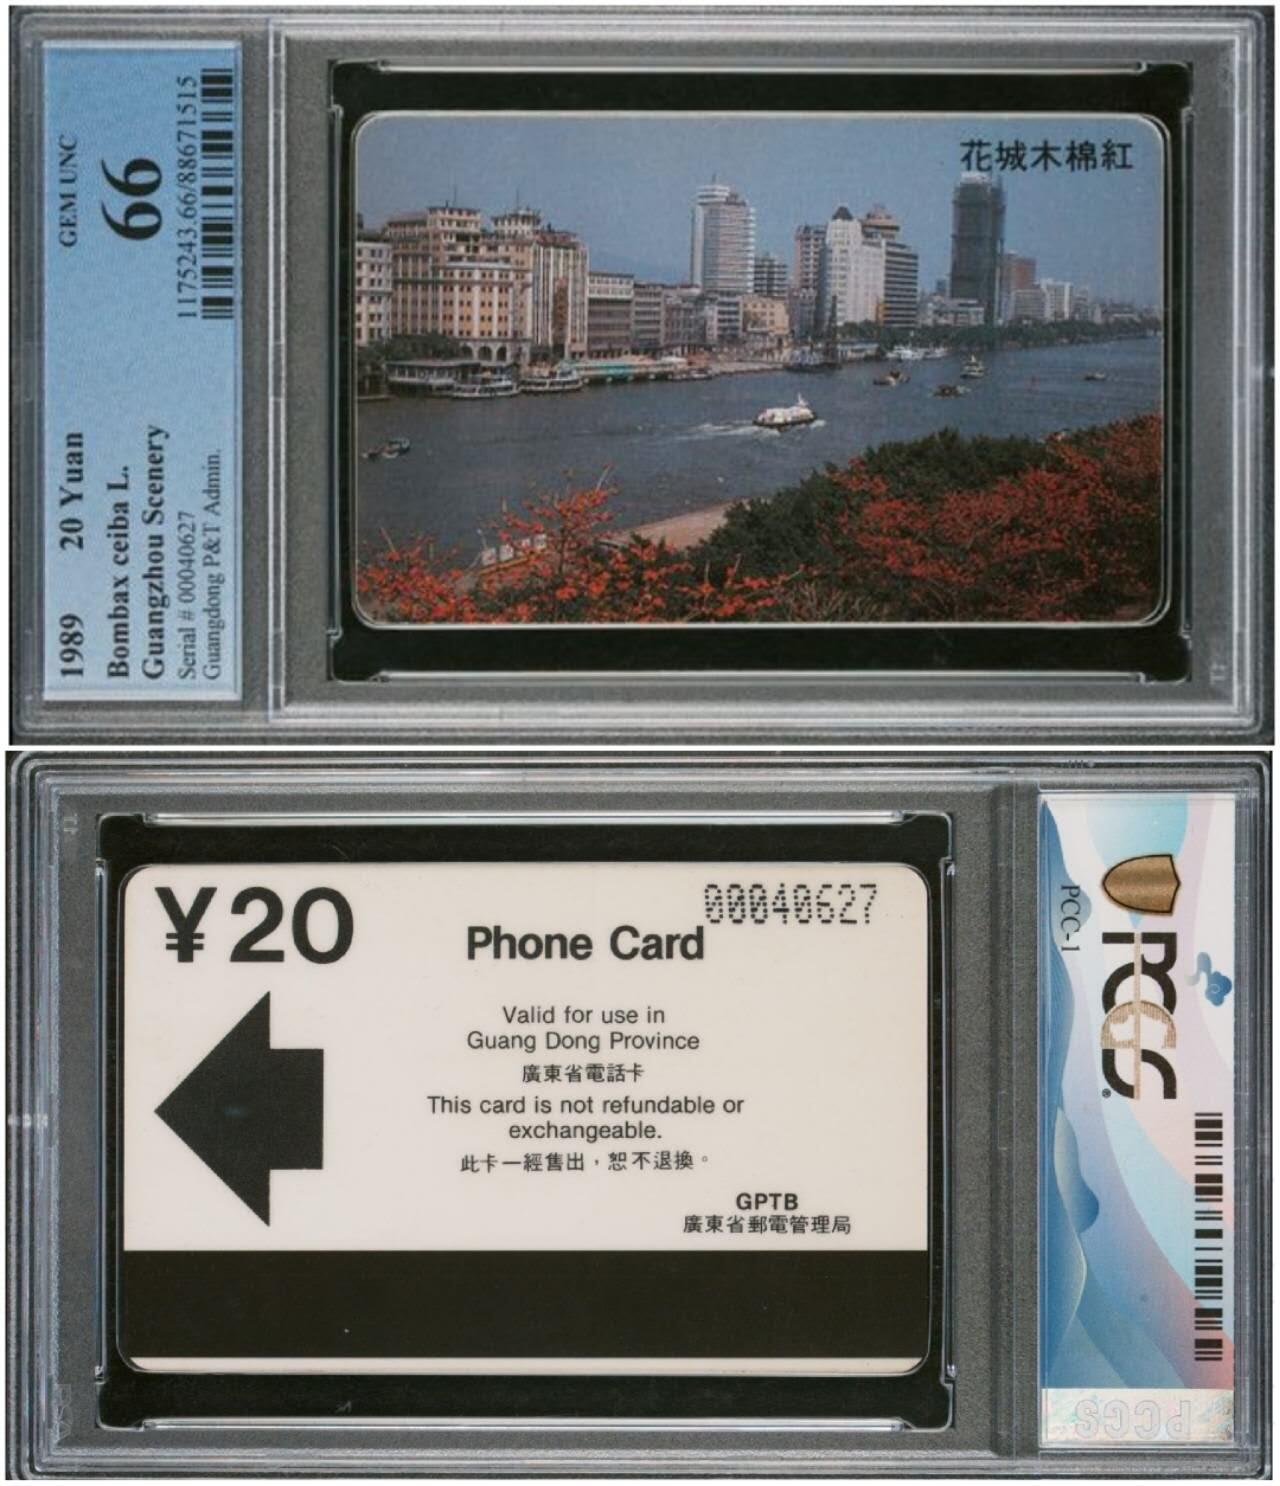 1989 20 Yuan
Bombax ceiba L.
Guangzhou Scenery
Serial # 00040627
Guangdong P&T Admin.
GEM UNC
66
1175243.66/88671515
花城木棉紅
¥20
00040627
Phone Card
Valid for use in
Guang Dong Province
廣東省電話卡
This card is not refundable or
exchangeable.
此卡一經售出，恕不退換。
GPTB
廣東省郵電管理局
PCC-1
PCGS
PCGS